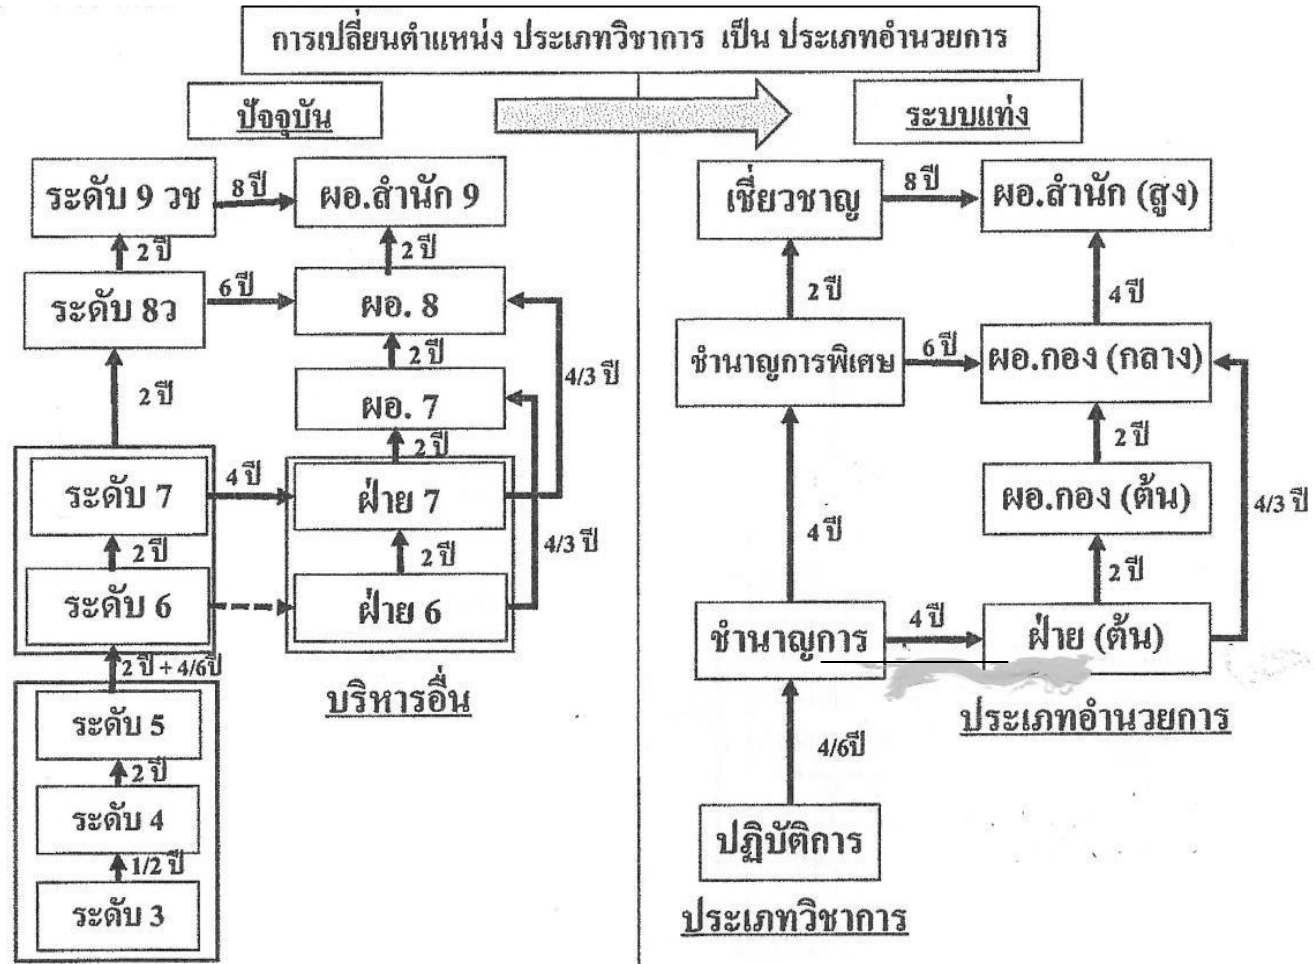 การเปลี่ยนตำแหน่ง ประเภทวิชาการ เป็น ประเภทอำนวยการ
ปัจจุบัน
ระดับ 9 วช
8 ปี
ผอ.สำนัก 9
2 ปี
2 ปี
ระดับ 8ว
6 ปี
ผอ. 8
2 ปี
2 ปี
4/3 ปี
ผอ. 7
2 ปี
ระดับ 7
4 ปี
ฝ่าย 7
2 ปี
2 ปี
4/3 ปี
ระดับ 6
ฝ่าย 6
2 ปี + 4/6ปี
บริหารอื่น
ระดับ 5
2 ปี
ระดับ 4
1/2 ปี
ระดับ 3
ระบบแท่ง
เชี่ยวชาญ
8 ปี
ผอ.สำนัก (สูง)
2 ปี
4 ปี
ชำนาญการพิเศษ
6 ปี
ผอ.กอง (กลาง)
2 ปี
ผอ.กอง (ต้น)
4/3 ปี
4 ปี
2 ปี
ชำนาญการ
4 ปี
ฝ่าย (ต้น)
ประเภทอำนวยการ
4/6ปี
ปฏิบัติการ
ประเภทวิชาการ